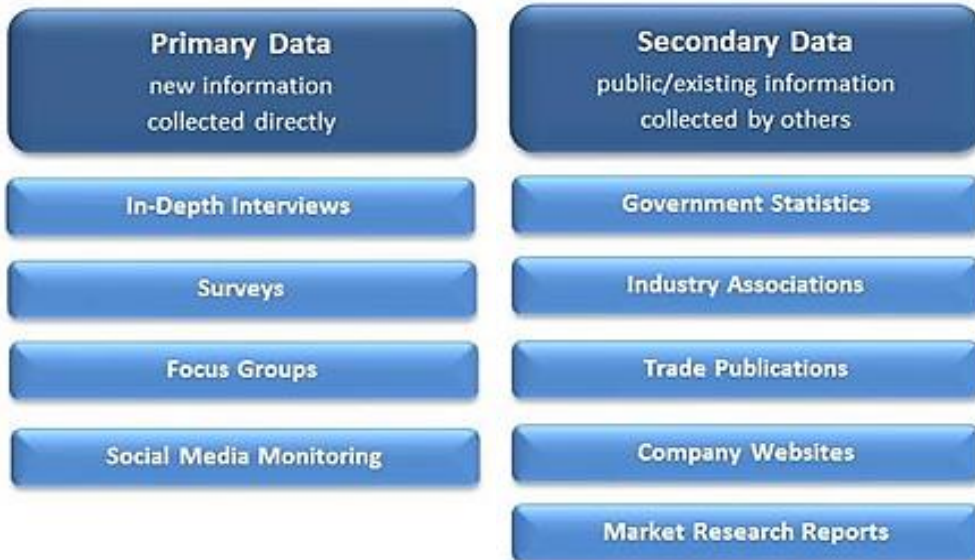 Primary Data
new information
collected directly
In-Depth Interviews
Surveys
Focus Groups
Social Media Monitoring
Secondary Data
public/existing information
collected by others
Government Statistics
Industry Associations
Trade Publications
Company Websites
Market Research Reports